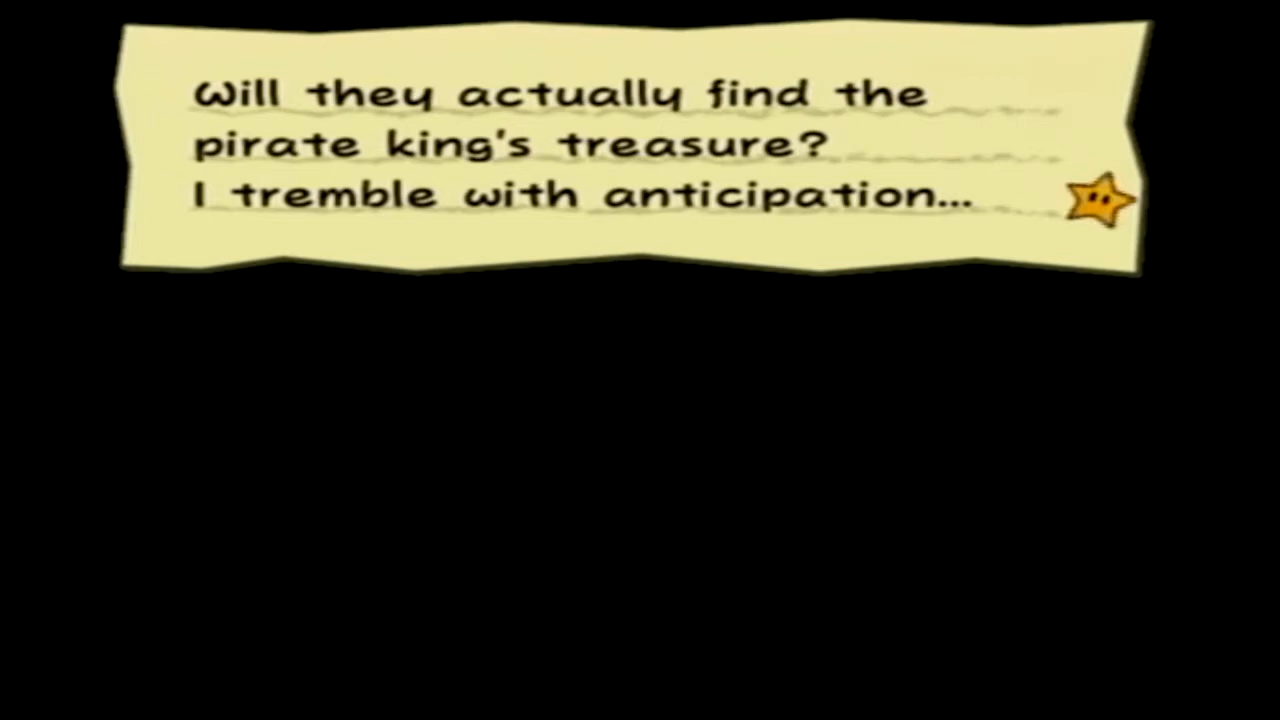 Will they actually find the
pirate king's treasure?
I tremble with anticipation...